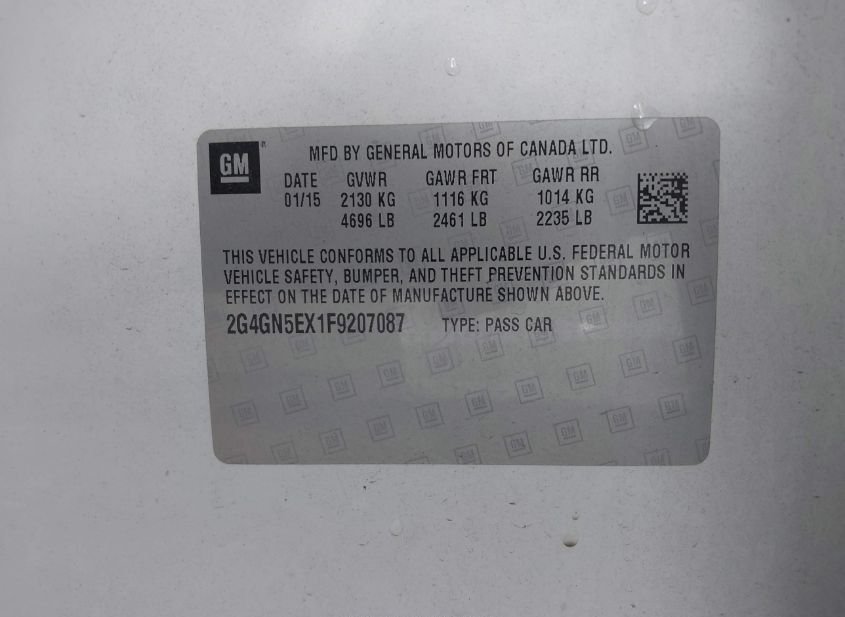 GM
MFD BY GENERAL MOTORS OF CANADA LTD.
DATE GVWR GAWR FRT GAWR RR
01/15 2130 KG 1116 KG 1014 KG
4696 LB 2461 LB 2235 LB
THIS VEHICLE CONFORMS TO ALL APPLICABLE U.S. FEDERAL MOTOR
VEHICLE SAFETY, BUMPER, AND THEFT PREVENTION STANDARDS IN
EFFECT ON THE DATE OF MANUFACTURE SHOWN ABOVE.
2G4GN5EX1F9207087 TYPE: PASS CAR